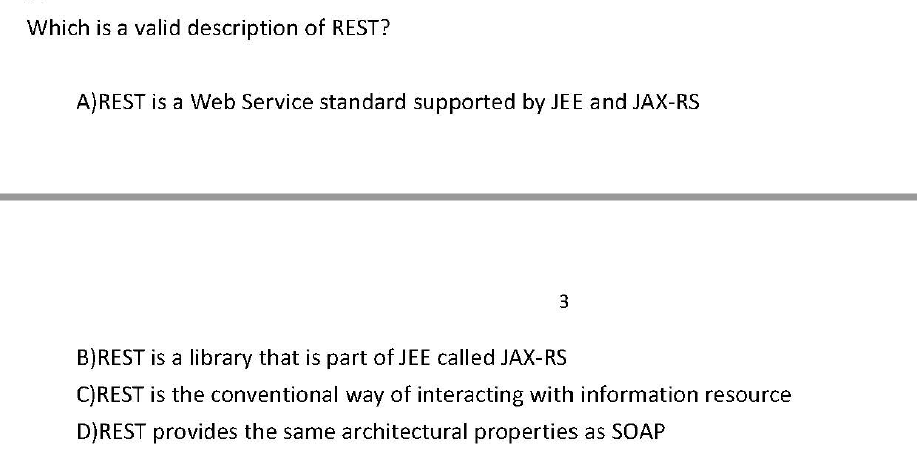 Which is a valid description of REST?
A)REST is a Web Service standard supported by JEE and JAX-RS
3
B)REST is a library that is part of JEE called JAX-RS
C)REST is the conventional way of interacting with information resource
D)REST provides the same architectural properties as SOAP